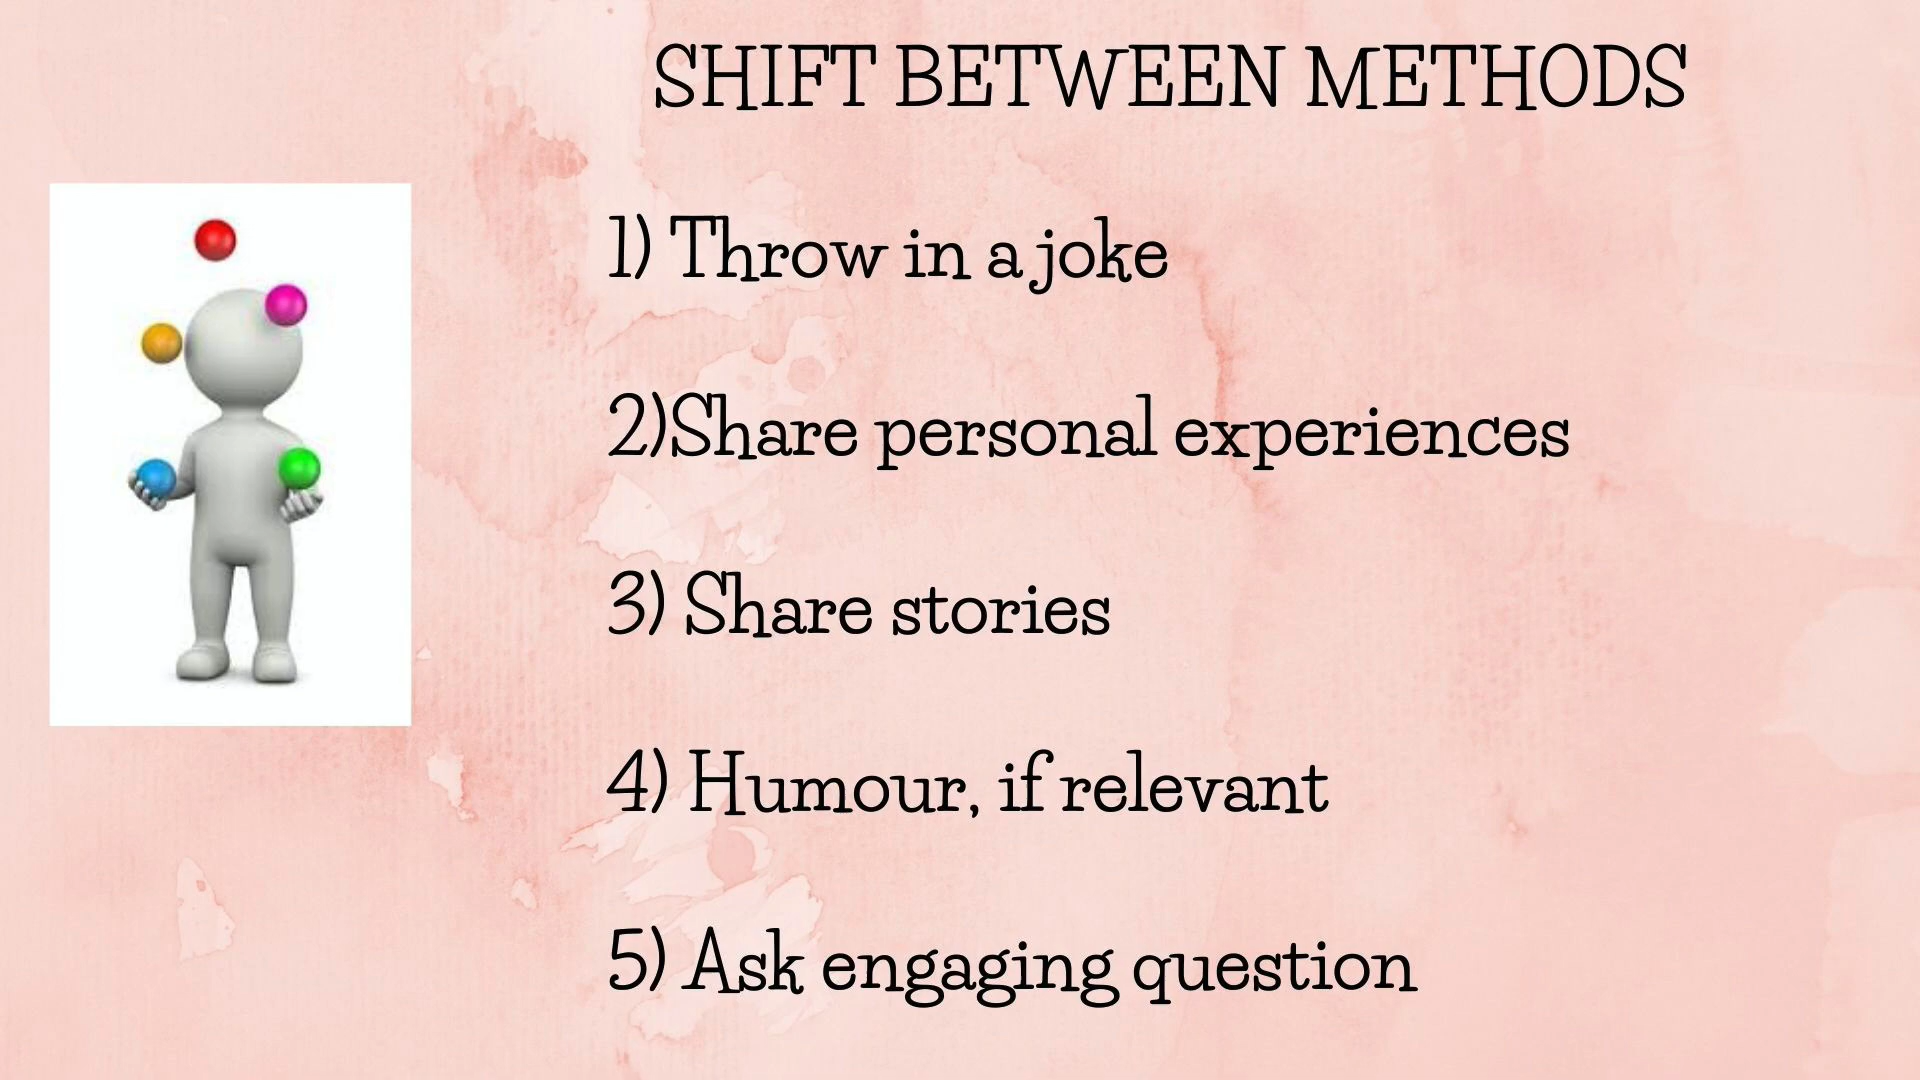 SHIFT BETWEEN METHODS
1) Throw in a joke
2)Share personal experiences
3) Share stories
4) Humour, if relevant
5) Ask engaging question